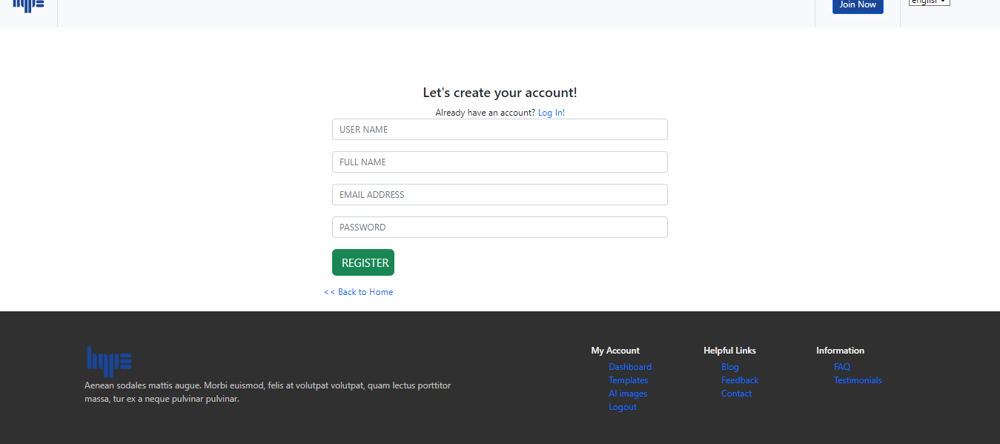 hype
Join Now
english
Let's create your account!
Already have an account? Log In!
USER NAME
FULL NAME
EMAIL ADDRESS
PASSWORD
REGISTER
<< Back to Home
hype
Aenean sodales mattis augue. Morbi euismod, felis at volutpat volutpat, quam lectus porttitor
massa, tur ex a neque pulvinar pulvinar.
My Account
Dashboard
Templates
AI images
Logout
Helpful Links
Blog
Feedback
Contact
Information
FAQ
Testimonials